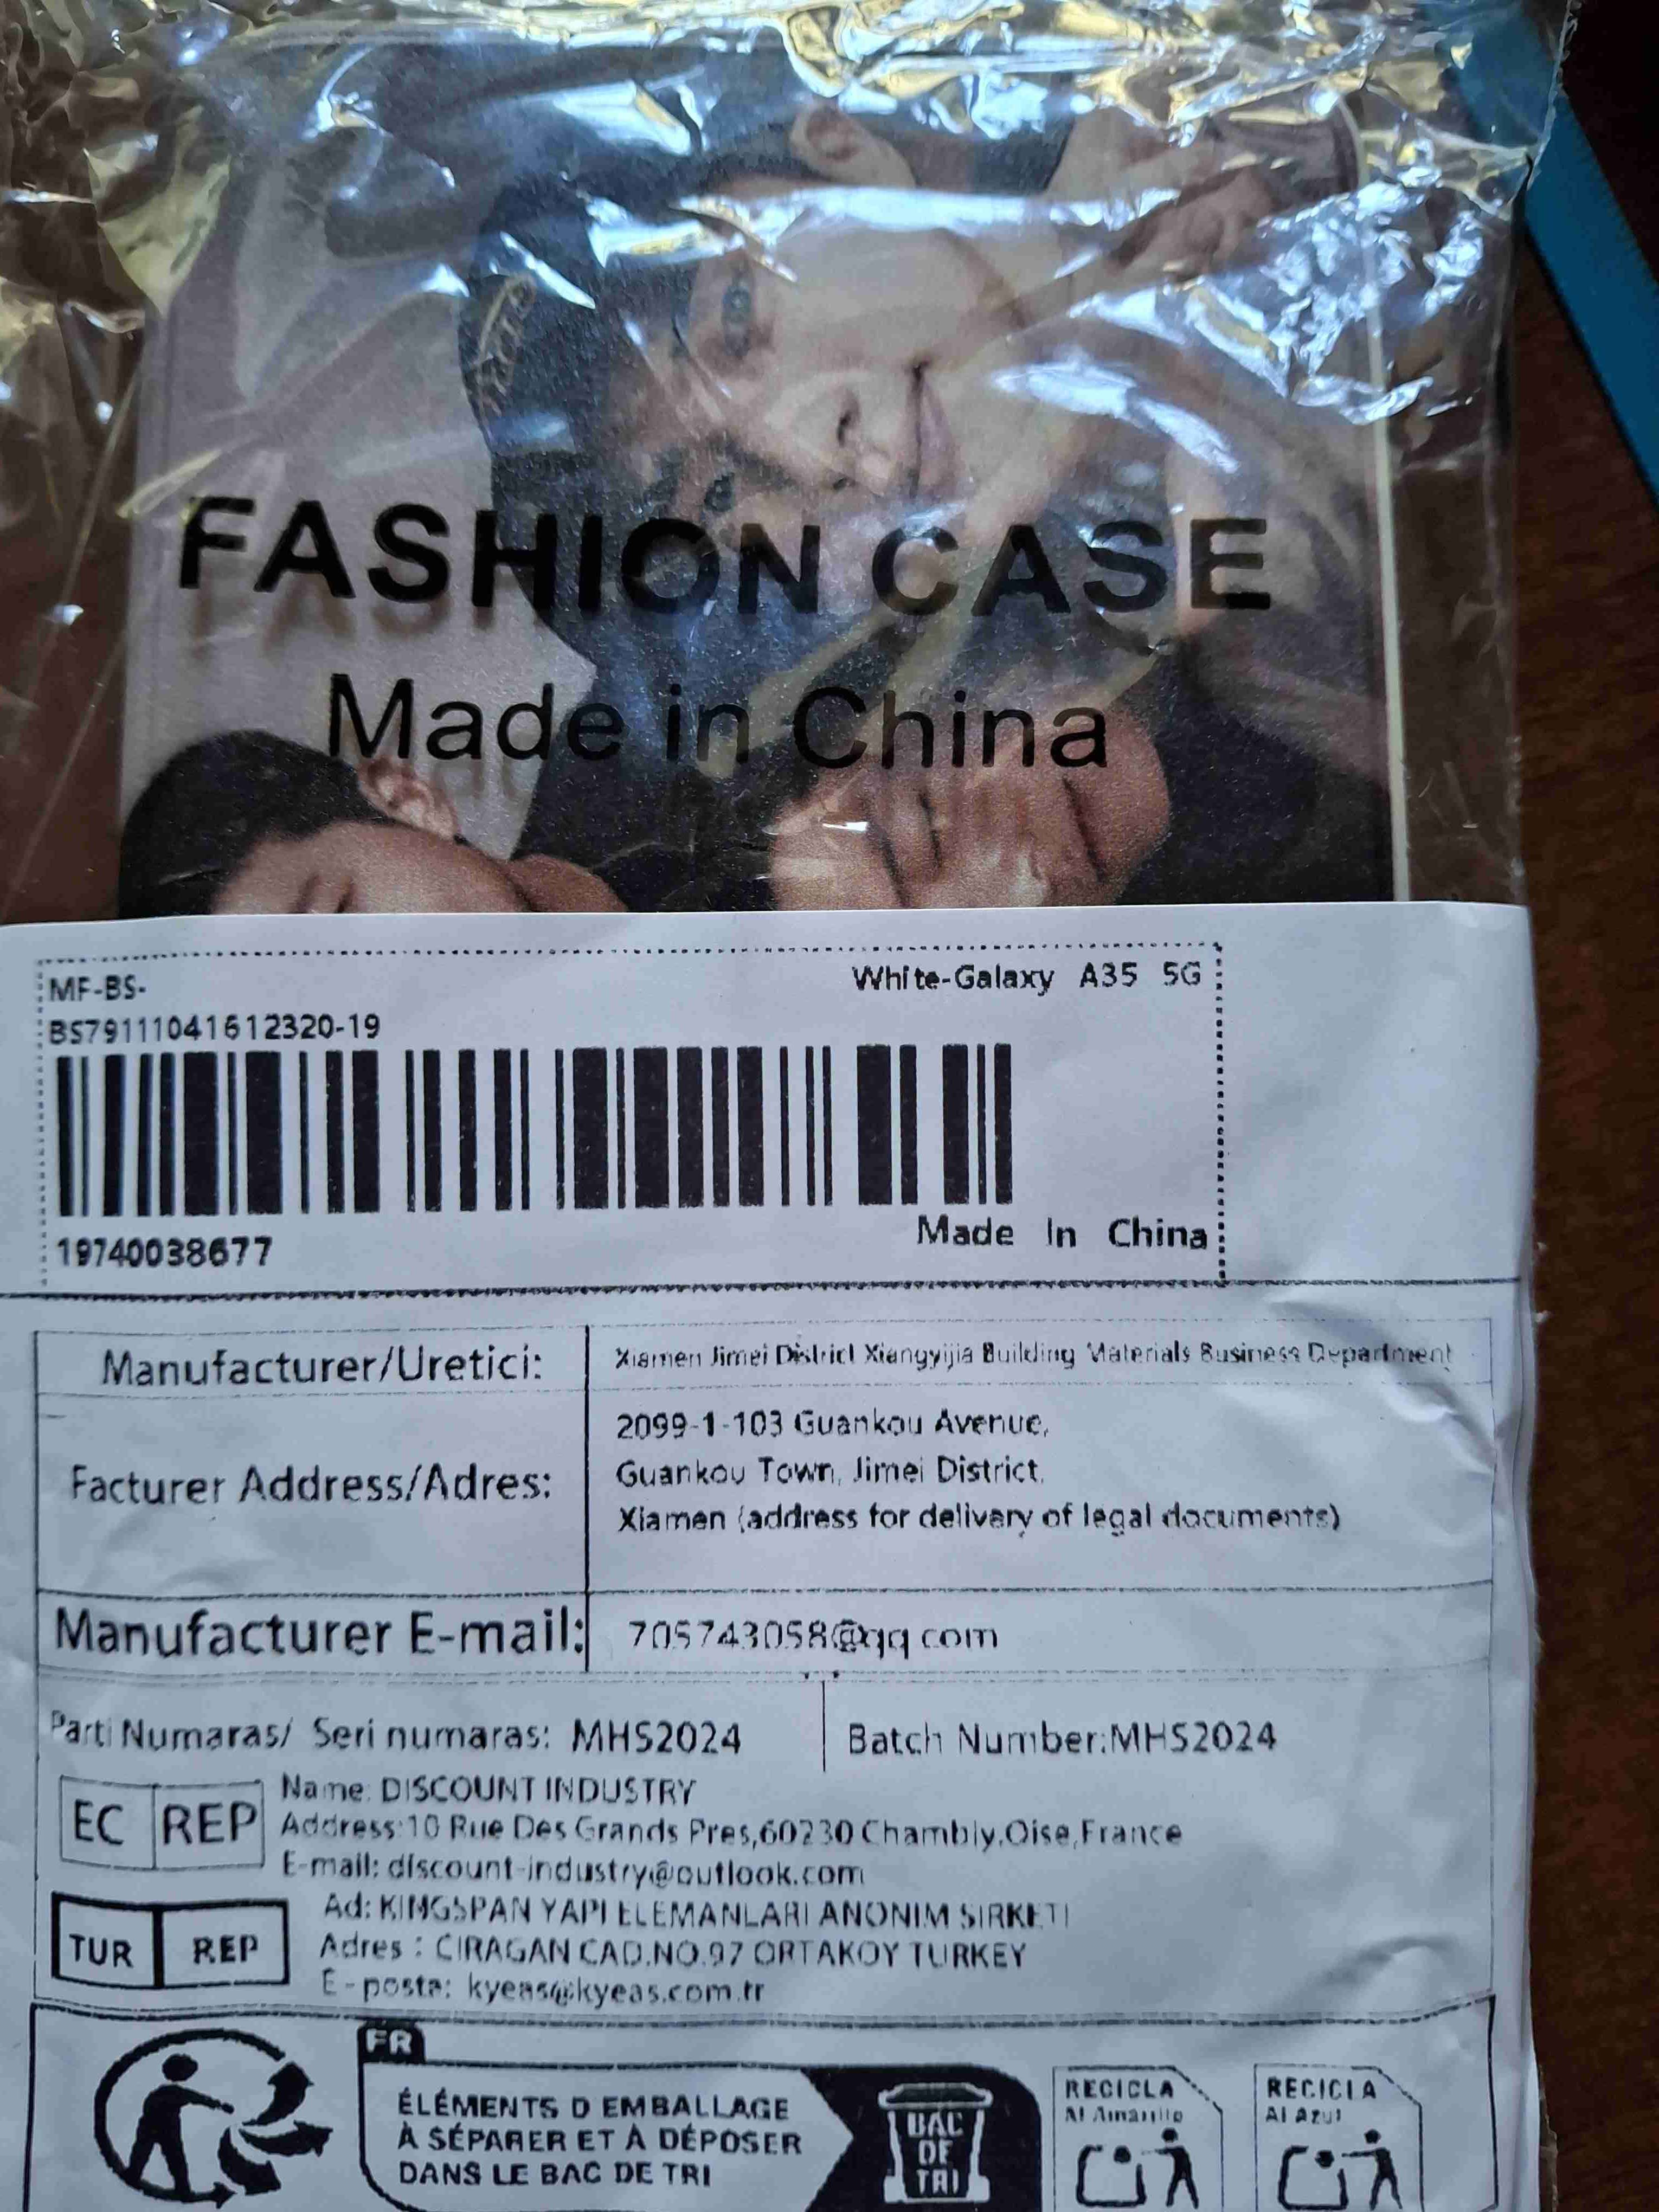 FASHION CASE
Made in China
MF-BS-
White-Galaxy A35 5G
BS79111041612320-19
19740038677
Made In China
Manufacturer/Uretici:
Xiamen Jimei District Xiangyijia Building Materials Business Department
Facturer Address/Adres:
2099-1-103 Guankou Avenue,
Guankou Town, Jimei District,
Xiamen (address for delivery of legal documents)
Manufacturer E-mail:
705743058@qq.com
Parti Numaras/ Seri numaras: MHS2024
Batch Number:MHS2024
EC REP
Name: DISCOUNT INDUSTRY
Address:10 Rue Des Grands Pres,60230 Chambly,Oise,France
E-mail: discount-industry@outlook.com
TUR REP
Ad: KINGSPAN YAPI ELEMANLARI ANONIM SIRKETI
Adres : CIRAGAN CAD.NO.97 ORTAKOY TURKEY
E-posta: kyeas@kyeas.com.tr
FR
ÉLÉMENTS D EMBALLAGE
À SÉPARER ET À DÉPOSER
DANS LE BAC DE TRI
BAC
DE
TRI
RECICLA
Al Amarillo
RECICLA
Al Azul